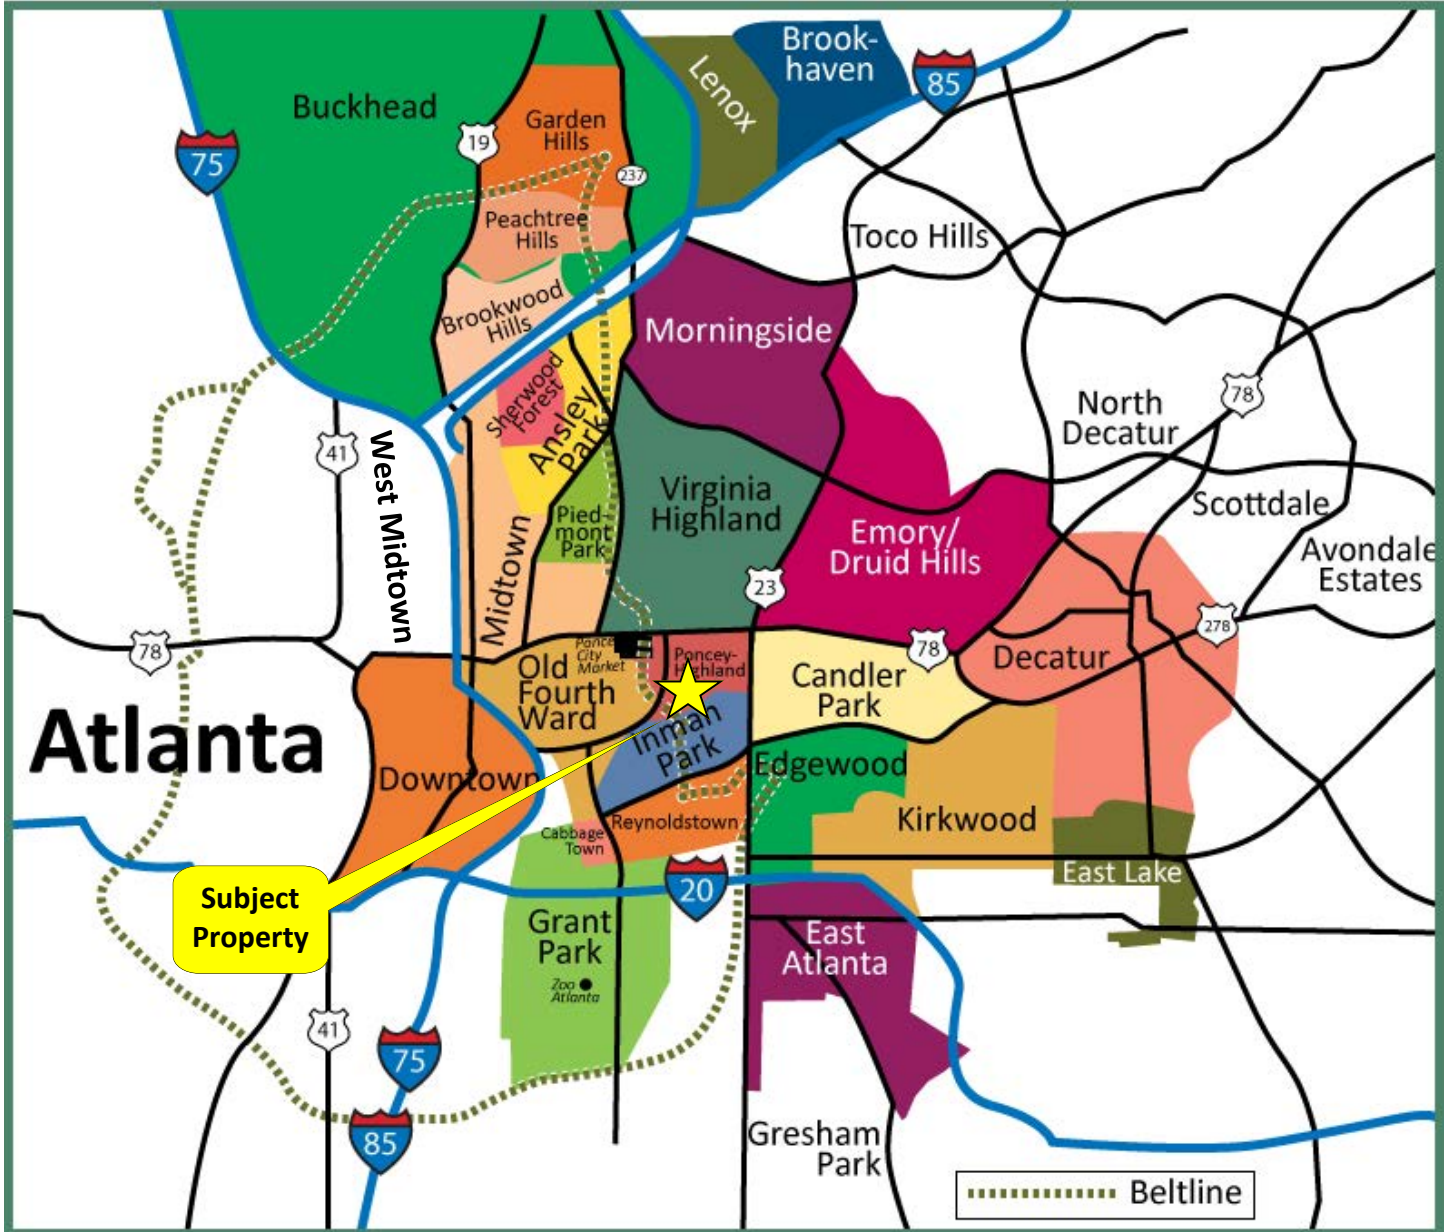 Brook-
haven
Lenox
85
Buckhead
Garden
Hills
19
75
237
Peachtree
Hills
Toco Hills
Brookwood
Hills
Morningside
Sherwood
Forest
Ansley
Park
78
North
Decatur
41
West Midtown
Virginia
Highland
Scottdale
Pied-
mont
Park
Emory/
Druid Hills
Avondale
Estates
Midtown
23
278
78
Ponce
City
Market
Poncey-
Highland
78
Decatur
Old
Fourth
Ward
Candler
Park
Atlanta
Inman
Park
Downtown
Edgewood
Kirkwood
Reynoldstown
Cabbage
Town
East Lake
20
Subject
Property
Grant
Park
East
Atlanta
Zoo
Atlanta
41
75
85
Gresham
Park
Beltline